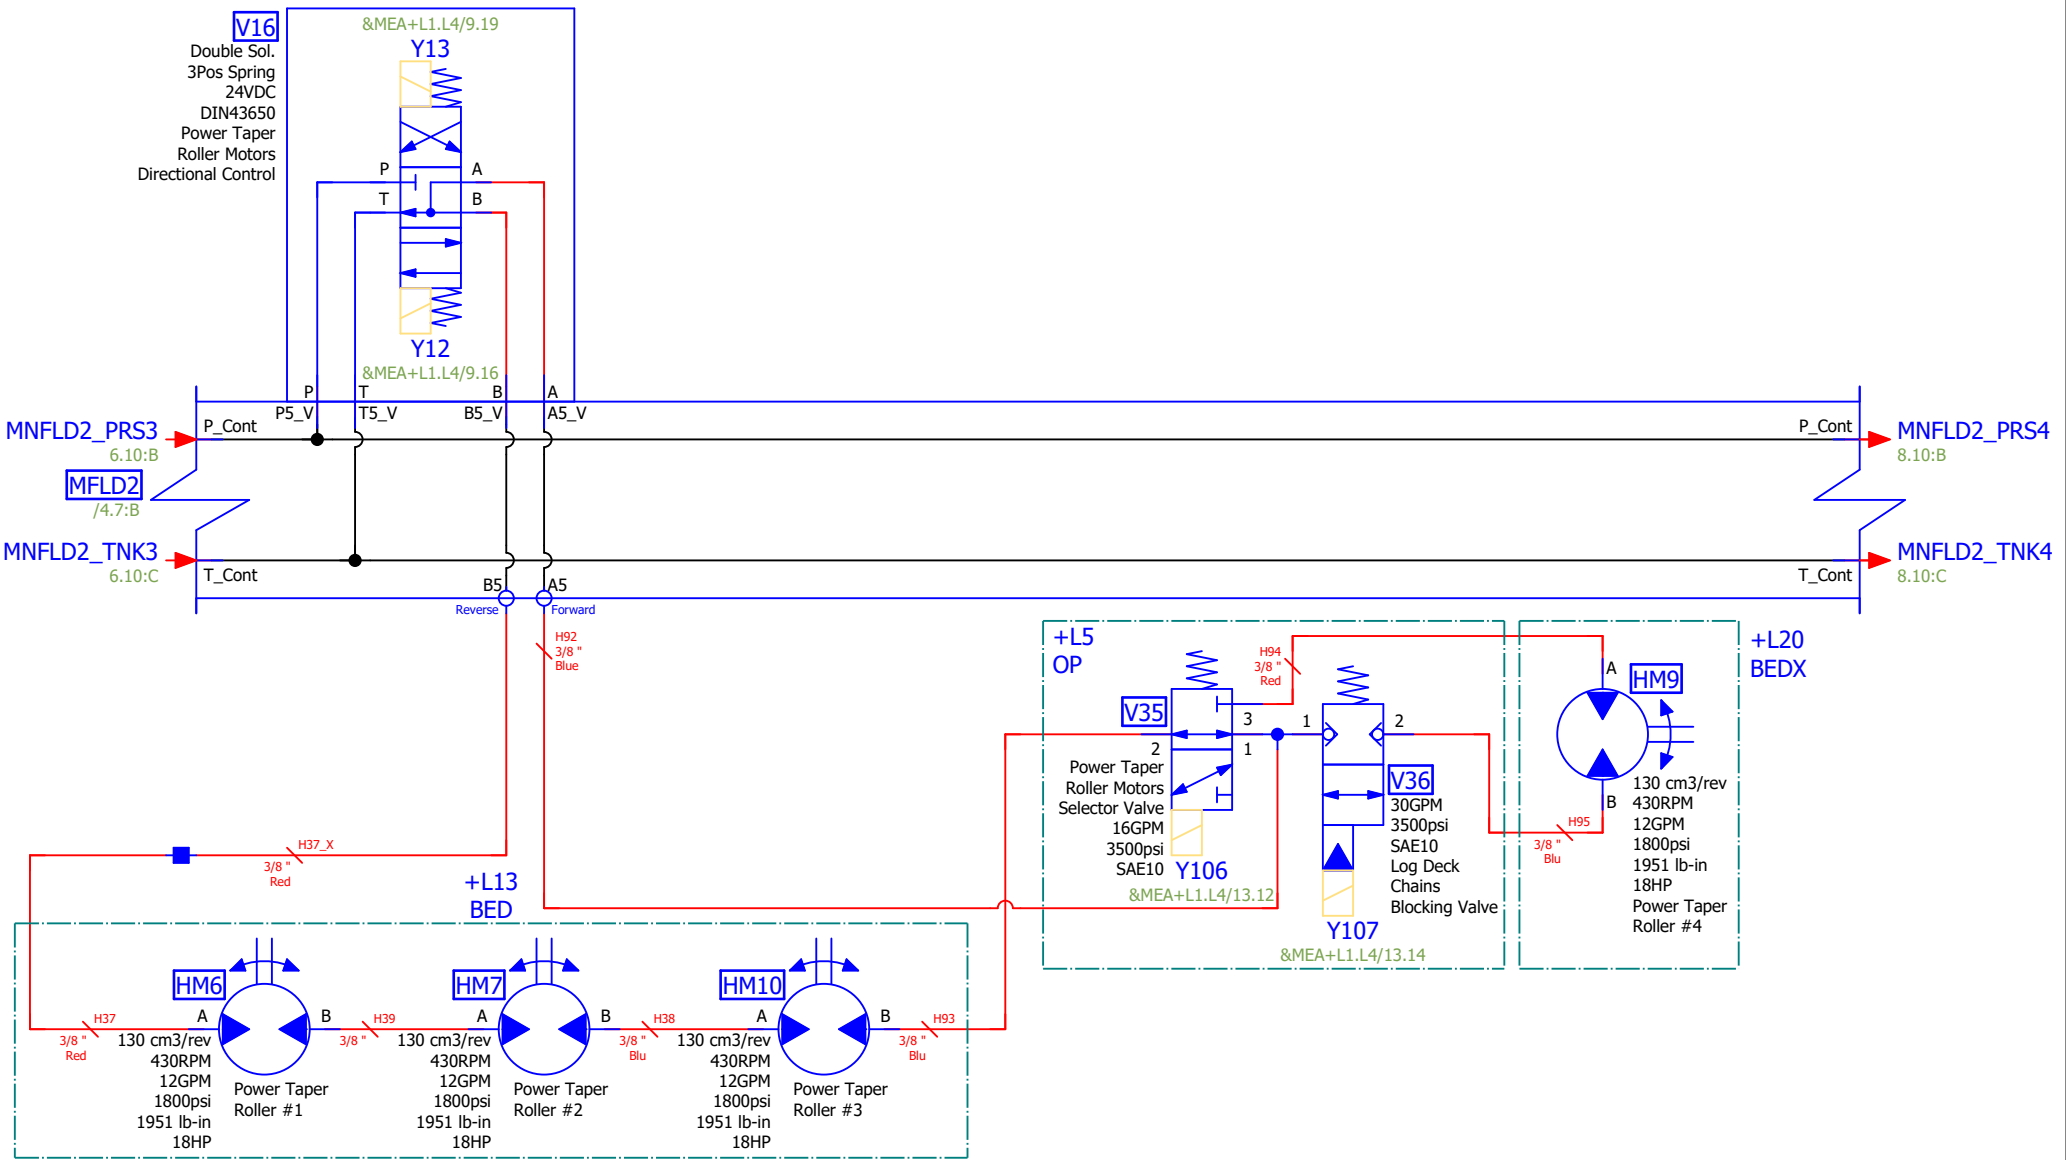 V16
Double Sol.
3Pos Spring
24VDC
DIN43650
Power Taper
Roller Motors
Directional Control
&MEA+L1.L4/9.19
Y13
P
A
T
B
Y12
&MEA+L1.L4/9.16
P
T
B
A
P5_V
T5_V
B5_V
A5_V
MNFLD2_PRS3
6.10:B
P_Cont
P_Cont
MNFLD2_PRS4
8.10:B
MFLD2
/4.7:B
MNFLD2_TNK3
6.10:C
T_Cont
T_Cont
MNFLD2_TNK4
8.10:C
B5
A5
Reverse
Forward
H92
3/8 "
Blue
+L5
OP
H94
3/8 "
Red
V35
3
2
1
Power Taper
Roller Motors
Selector Valve
16GPM
3500psi
SAE10
Y106
&MEA+L1.L4/13.12
1
2
V36
30GPM
3500psi
SAE10
Log Deck
Chains
Blocking Valve
Y107
&MEA+L1.L4/13.14
+L20
BEDX
HM9
A
B
130 cm3/rev
430RPM
12GPM
1800psi
1951 lb-in
18HP
Power Taper
Roller #4
H95
3/8 "
Blu
H37_X
3/8 "
Red
+L13
BED
HM6
A
B
H37
3/8 "
Red
130 cm3/rev
430RPM
12GPM
1800psi
1951 lb-in
18HP
Power Taper
Roller #1
HM7
A
B
H39
3/8 "
130 cm3/rev
430RPM
12GPM
1800psi
1951 lb-in
18HP
Power Taper
Roller #2
HM10
A
B
H38
3/8 "
Blu
130 cm3/rev
430RPM
12GPM
1800psi
1951 lb-in
18HP
Power Taper
Roller #3
H93
3/8 "
Blu